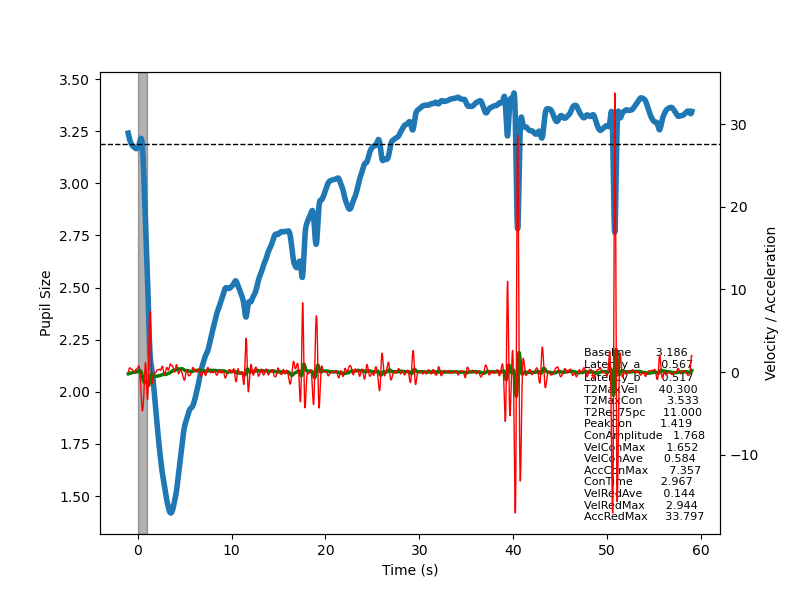 3.50
3.25
3.00
2.75
2.50
2.25
2.00
1.75
1.50
Pupil Size
30
20
10
0
−10
Velocity / Acceleration
Baseline 3.186
Latency_a 0.567
Latency_b 0.517
T2MaxVel 40.300
T2MaxCon 3.533
T2Rec75pc 11.000
PeakCon 1.419
ConAmplitude 1.768
VelConMax 1.652
VelConAve 0.584
AccConMax 7.357
ConTime 2.967
VelRedAve 0.144
VelRedMax 2.944
AccRedMax 33.797
0 10 20 30 40 50 60
Time (s)